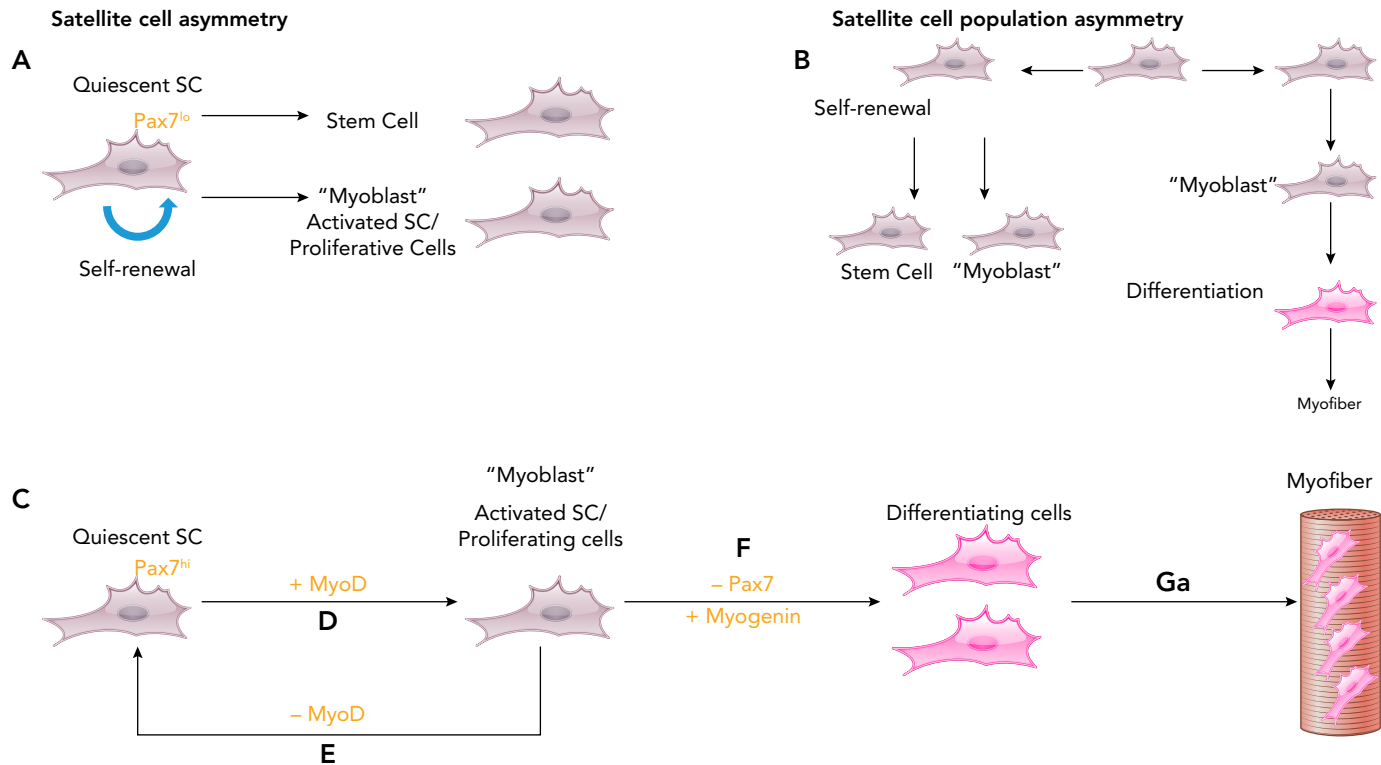 Satellite cell asymmetry
A
Quiescent SC
Pax7lo
Stem Cell
“Myoblast”
Activated SC/
Proliferative Cells
Self-renewal
Satellite cell population asymmetry
B
Self-renewal
Stem Cell
“Myoblast”
“Myoblast”
Differentiation
Myofiber
C
Quiescent SC
Pax7hi
+ MyoD
D
“Myoblast”
Activated SC/
Proliferating cells
– MyoD
E
F
– Pax7
+ Myogenin
Differentiating cells
Ga
Myofiber